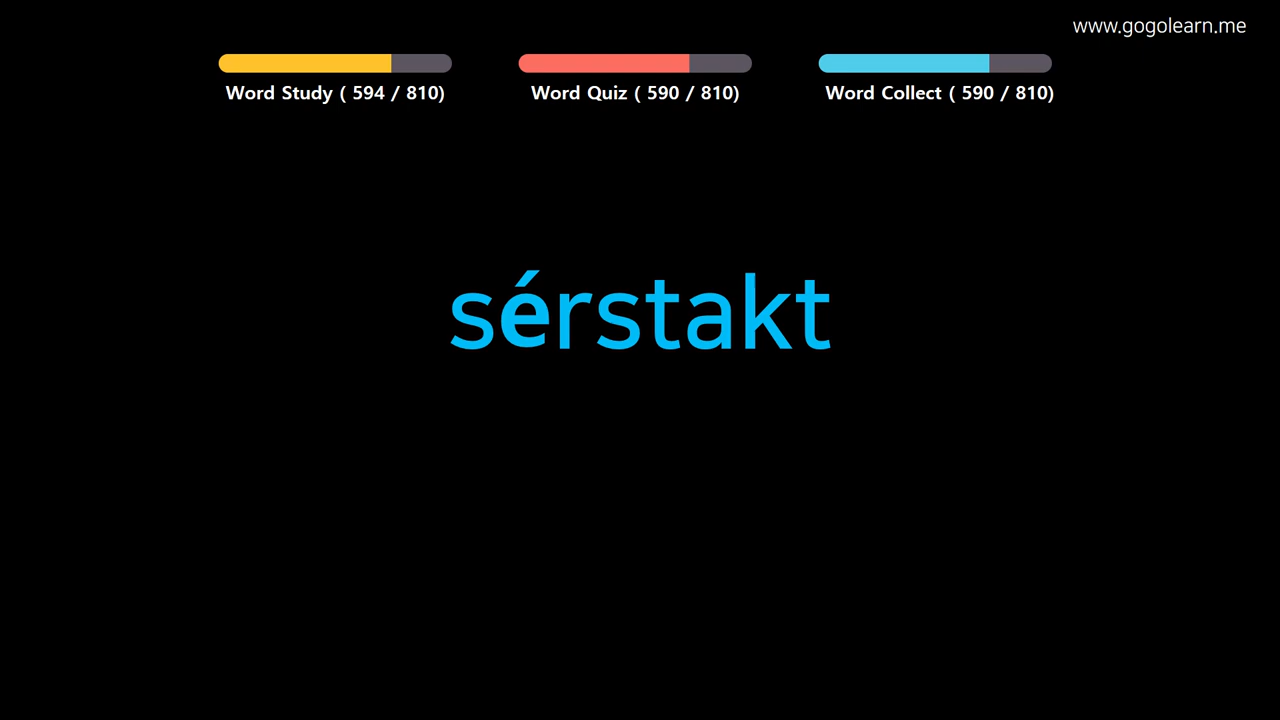 www.gogolearn.me
Word Study ( 594 / 810)
Word Quiz ( 590 / 810)
Word Collect ( 590 / 810)
sérstakt